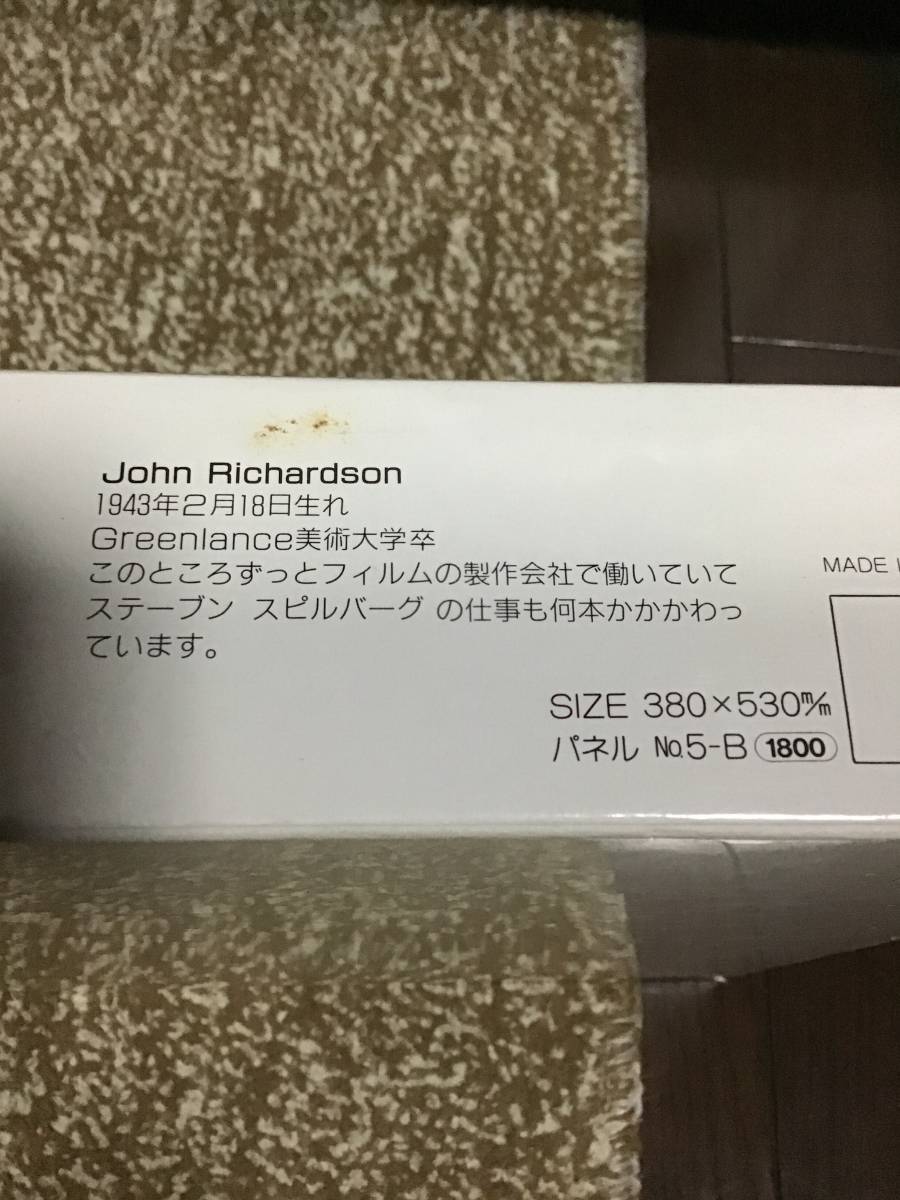 John Richardson
1943年2月18日生れ
Greenlance美術大学卒
このところずっとフィルムの製作会社で働いていて
ステーブン スピルバーグ の仕事も何本かかかわっ
ています。
MADE I
SIZE 380×530㎜
パネル No.5-B 1800